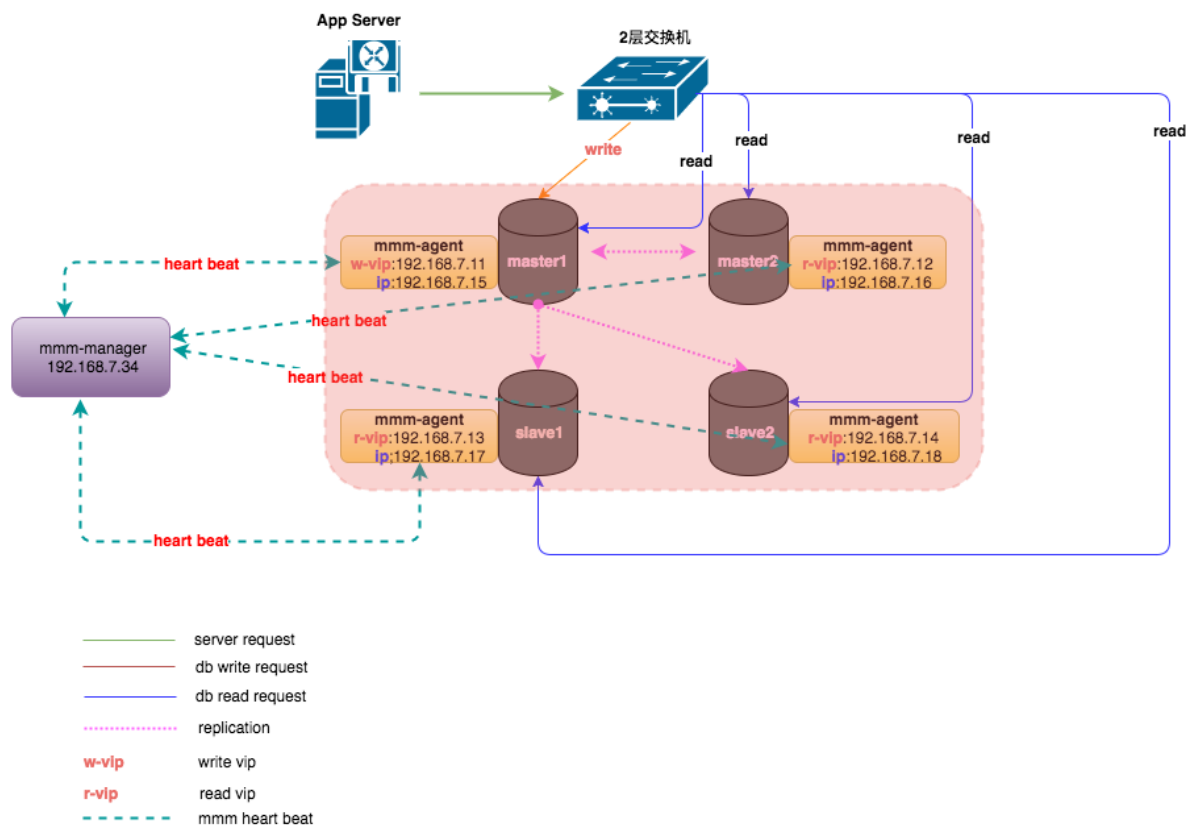 App Server
2层交换机
write
read
read
read
read
mmm-agent
w-vip:192.168.7.11
ip:192.168.7.15
master1
master2
mmm-agent
r-vip:192.168.7.12
ip:192.168.7.16
heart beat
heart beat
mmm-manager
192.168.7.34
heart beat
mmm-agent
r-vip:192.168.7.13
ip;192.168.7.17
slave1
slave2
mmm-agent
r-vip:192.168.7.14
ip:192.168.7.18
heart beat
server request
db write request
db read request
replication
w-vip write vip
r-vip read vip
mmm heart beat